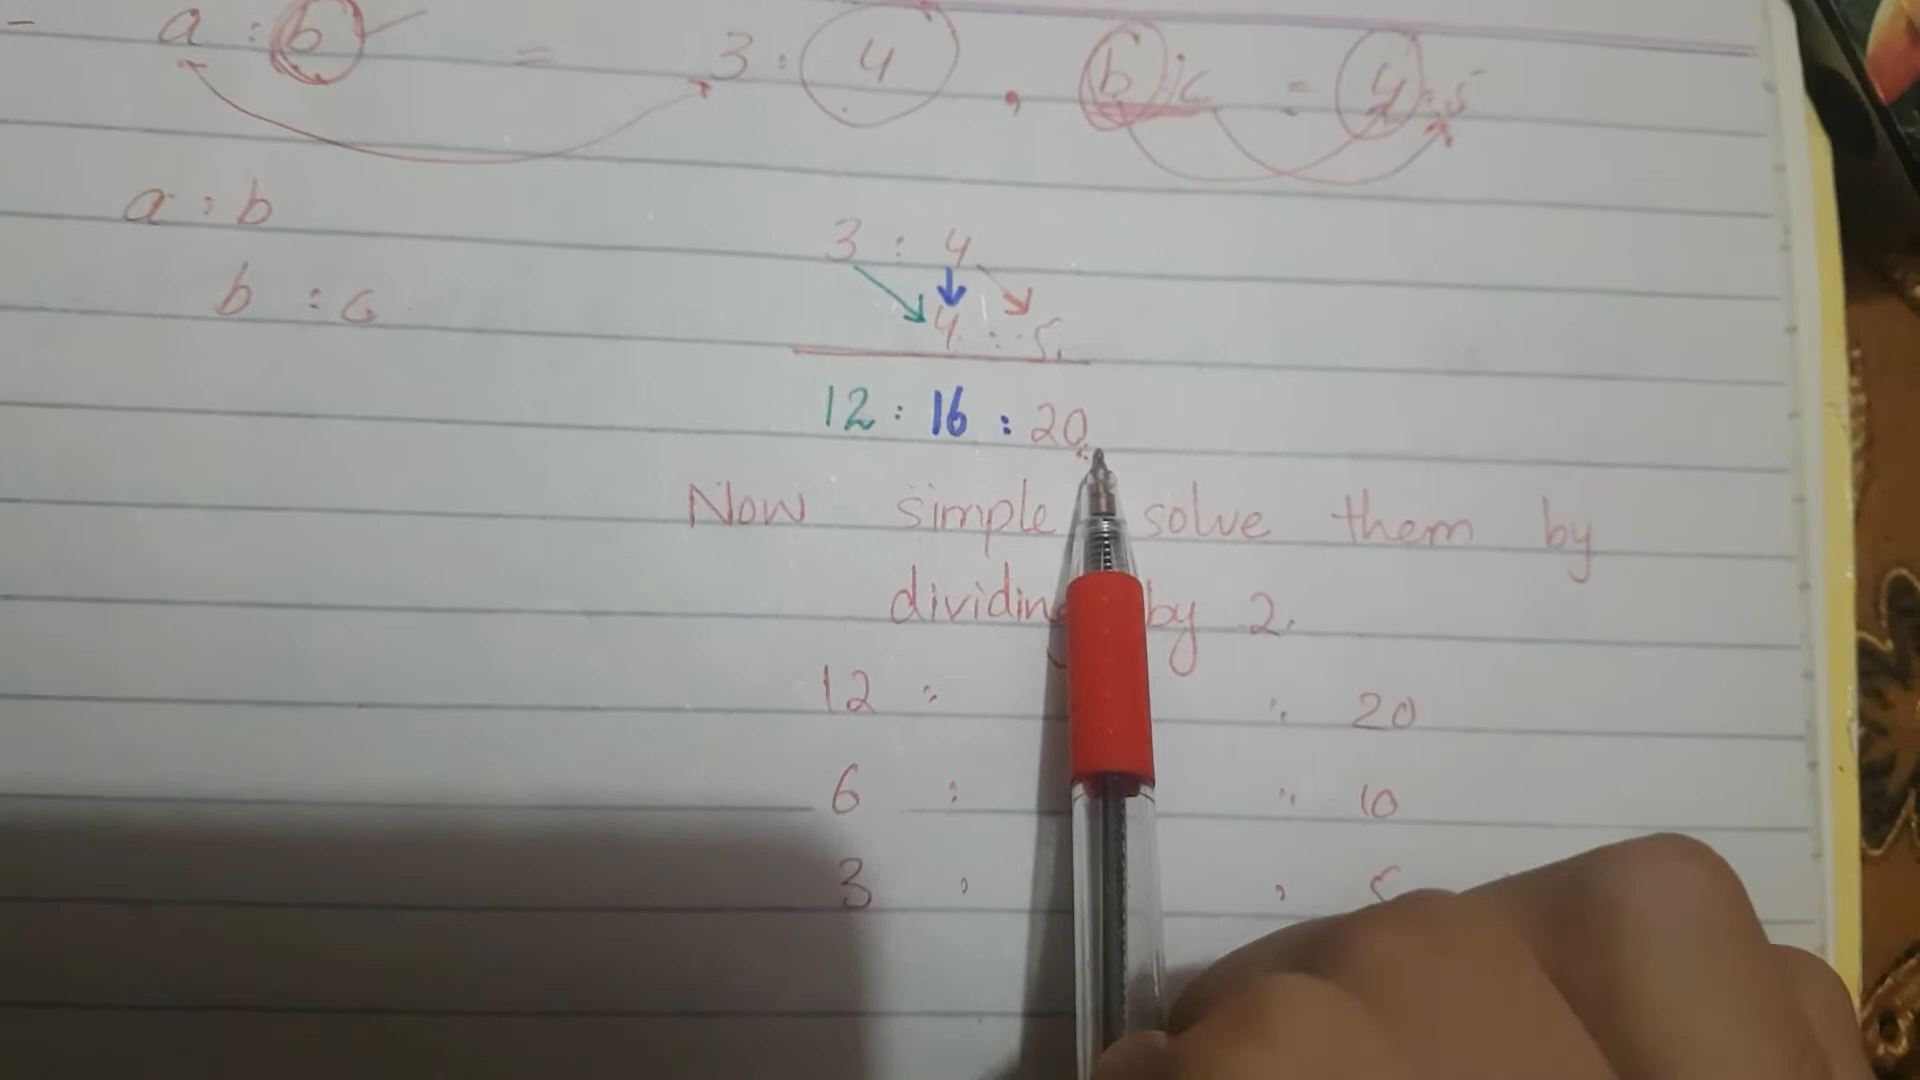 a : b = 3 : 4 , b : c = 4 : 5
a : b 3 : 4
b : c 4 : 5
12 : 16 : 20
Now simple solve them by
dividing by 2.
12 : : 20
6 : : 10
3 : : 5